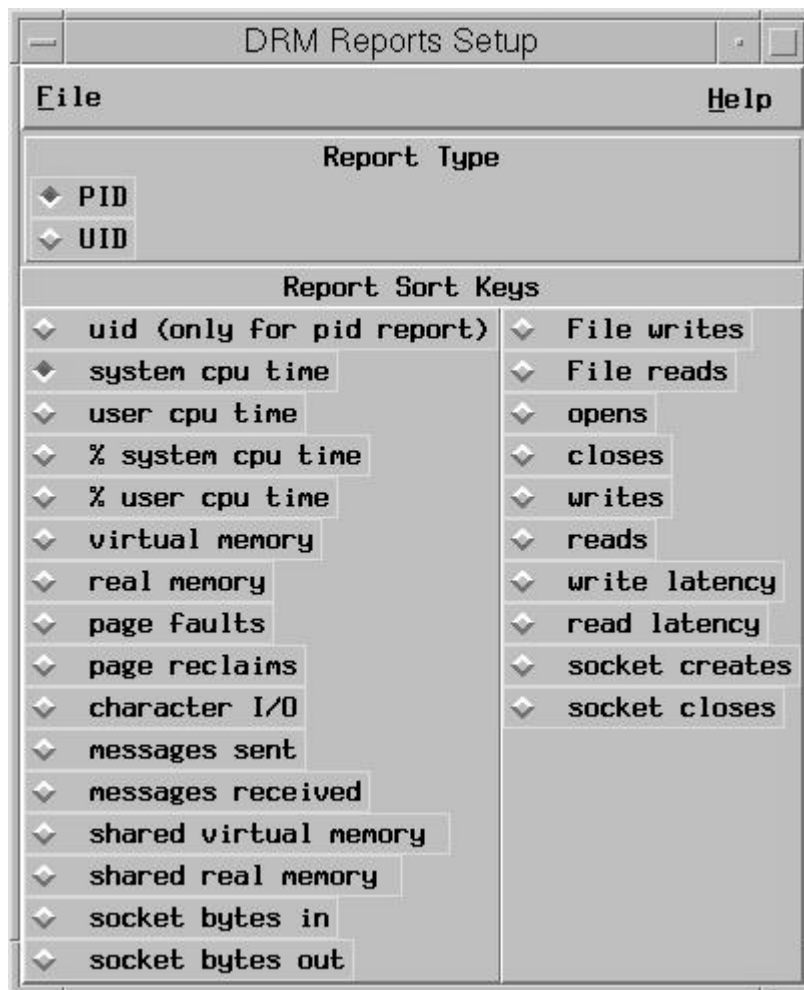 DRM Reports Setup
File Help
Report Type
PID
UID
Report Sort Keys
uid (only for pid report)
system cpu time
user cpu time
% system cpu time
% user cpu time
virtual memory
real memory
page faults
page reclaims
character I/O
messages sent
messages received
shared virtual memory
shared real memory
socket bytes in
socket bytes out
File writes
File reads
opens
closes
writes
reads
write latency
read latency
socket creates
socket closes